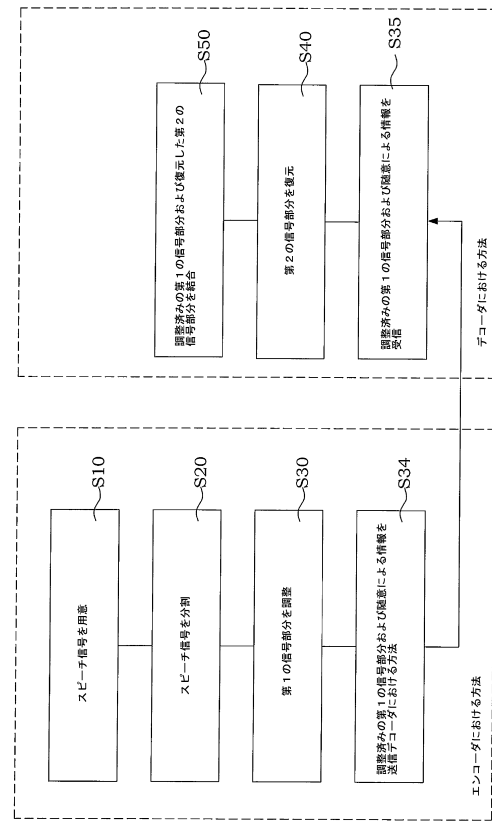 スピーチ信号を用意
S10
スピーチ信号を分割
S20
第1の信号部分を調整
S30
調整済みの第1の信号部分および随意による情報を
送信デコーダにおける方法
S34
エンコーダにおける方法
調整済みの第1の信号部分および復元した第2の
信号部分を結合
S50
第2の信号部分を復元
S40
調整済みの第1の信号部分および随意による情報を
受信
S35
デコーダにおける方法